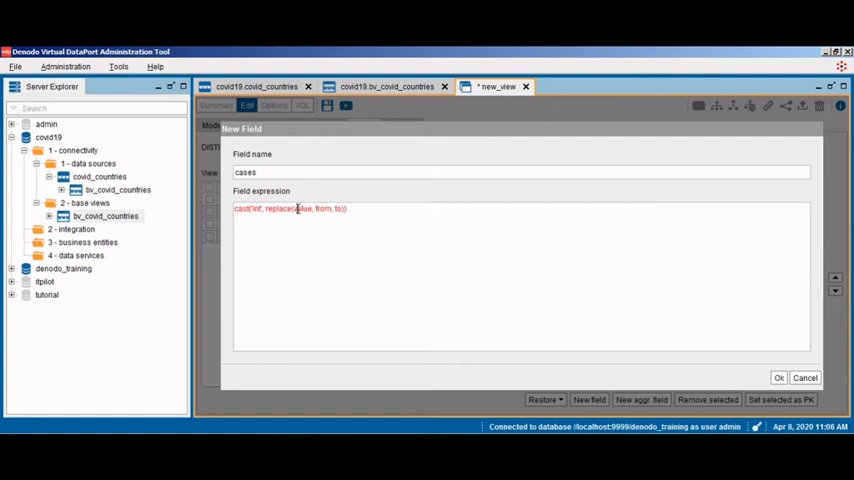 Denodo Virtual DataPort Administration Tool
File Administration Tools Help
Server Explorer
covid19.covid_countries
covid19.bv_covid_countries
* new_view
Search
Summary Edit Options VQL
admin
covid19
1 - connectivity
1 - data sources
covid_countries
bv_covid_countries
2 - base views
bv_covid_countries
2 - integration
3 - business entities
4 - data services
denodo_training
itpilot
tutorial
DISTI
View
New Field
Field name
cases
Field expression
cast('int', replace(value, from, to))
Ok Cancel
Restore New field New aggr. field Remove selected Set selected as PK
Connected to database //localhost:9999/denodo_training as user admin
Apr 8, 2020 11:06 AM